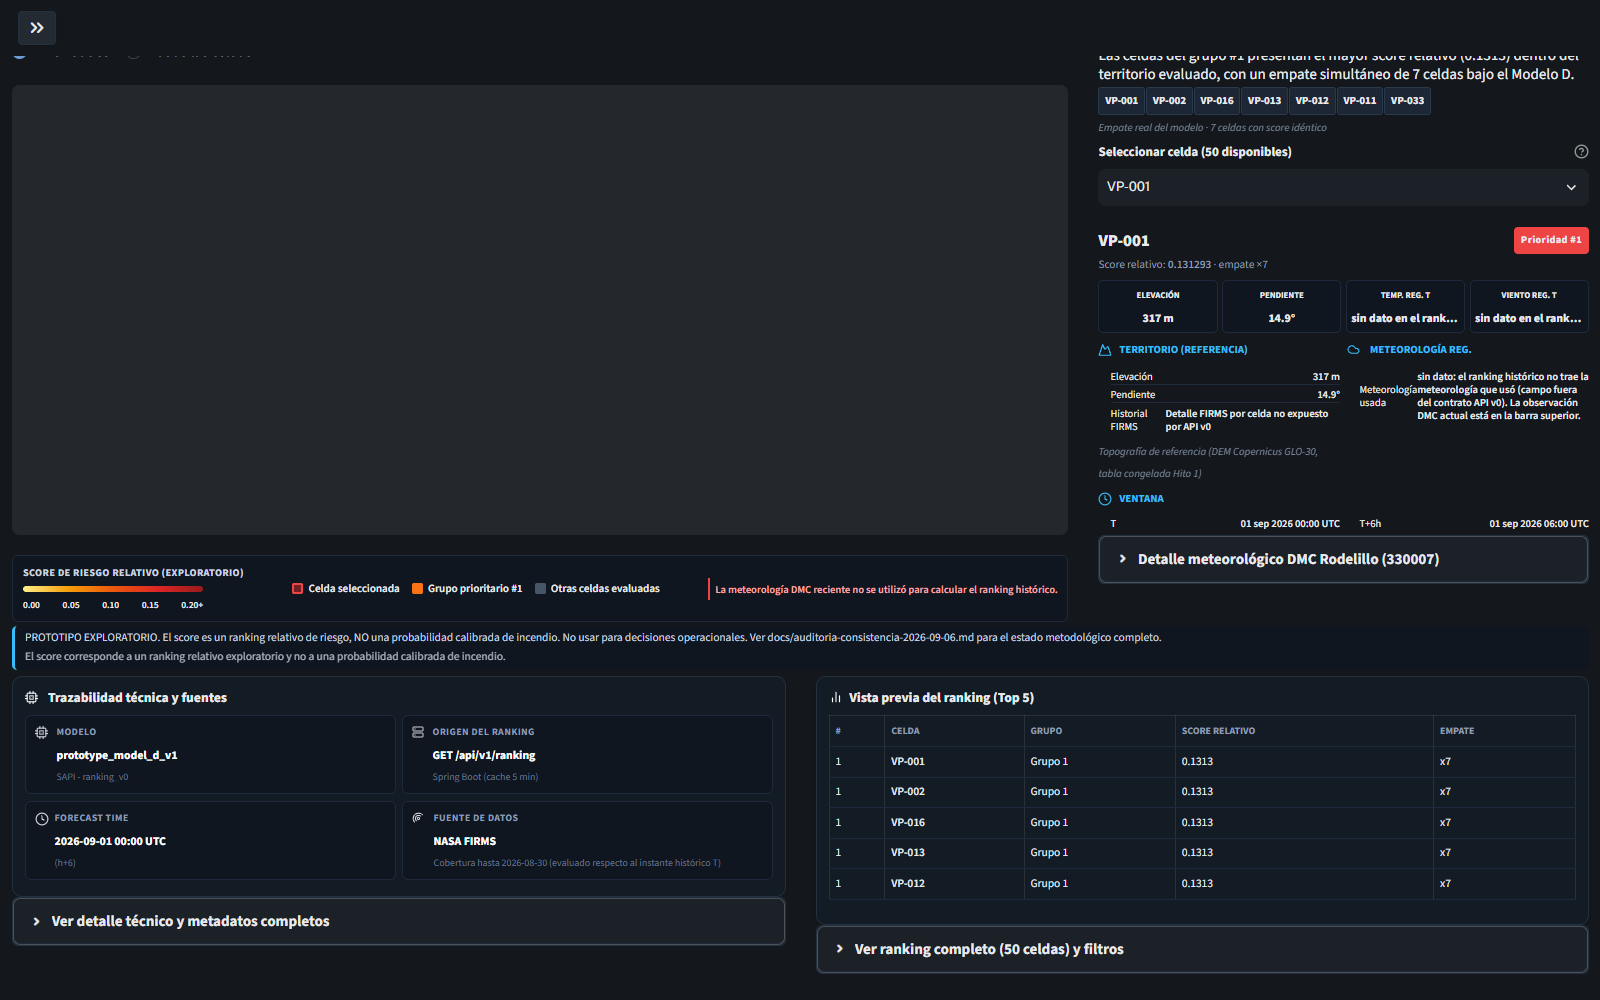 Las celdas del grupo #1 presentan el mayor score relativo (0.1313) dentro del
territorio evaluado, con un empate simultáneo de 7 celdas bajo el Modelo D.
VP-001 VP-002 VP-016 VP-013 VP-012 VP-011 VP-033
Empate real del modelo · 7 celdas con score idéntico
Seleccionar celda (50 disponibles)
VP-001
VP-001
Prioridad #1
Score relativo: 0.131293 · empate ×7
ELEVACIÓN
317 m
PENDIENTE
14.9°
TEMP. REG. T
sin dato en el rank...
VIENTO REG. T
sin dato en el rank...
TERRITORIO (REFERENCIA)
Elevación 317 m
Pendiente 14.9°
Historial FIRMS
Detalle FIRMS por celda no expuesto
por API v0
Topografía de referencia (DEM Copernicus GLO-30,
tabla congelada Hito 1)
METEOROLOGÍA REG.
Meteorología usada
sin dato: el ranking histórico no trae la
meteorología que usó (campo fuera
del contrato API v0). La observación
DMC actual está en la barra superior.
VENTANA
T 01 sep 2026 00:00 UTC
T+6h 01 sep 2026 06:00 UTC
Detalle meteorológico DMC Rodelillo (330007)
SCORE DE RIESGO RELATIVO (EXPLORATORIO)
0.00 0.05 0.10 0.15 0.20+
Celda seleccionada
Grupo prioritario #1
Otras celdas evaluadas
La meteorología DMC reciente no se utilizó para calcular el ranking histórico.
PROTOTIPO EXPLORATORIO. El score es un ranking relativo de riesgo, NO una probabilidad calibrada de incendio. No usar para decisiones operacionales. Ver docs/auditoria-consistencia-2026-09-06.md para el estado metodológico completo.
El score corresponde a un ranking relativo exploratorio y no a una probabilidad calibrada de incendio.
Trazabilidad técnica y fuentes
MODELO
prototype_model_d_v1
SAPI - ranking_v0
ORIGEN DEL RANKING
GET /api/v1/ranking
Spring Boot (cache 5 min)
FORECAST TIME
2026-09-01 00:00 UTC
(h+6)
FUENTE DE DATOS
NASA FIRMS
Cobertura hasta 2026-08-30 (evaluado respecto al instante histórico T)
Ver detalle técnico y metadatos completos
Vista previa del ranking (Top 5)
# CELDA GRUPO SCORE RELATIVO EMPATE
1 VP-001 Grupo 1 0.1313 x7
1 VP-002 Grupo 1 0.1313 x7
1 VP-016 Grupo 1 0.1313 x7
1 VP-013 Grupo 1 0.1313 x7
1 VP-012 Grupo 1 0.1313 x7
Ver ranking completo (50 celdas) y filtros